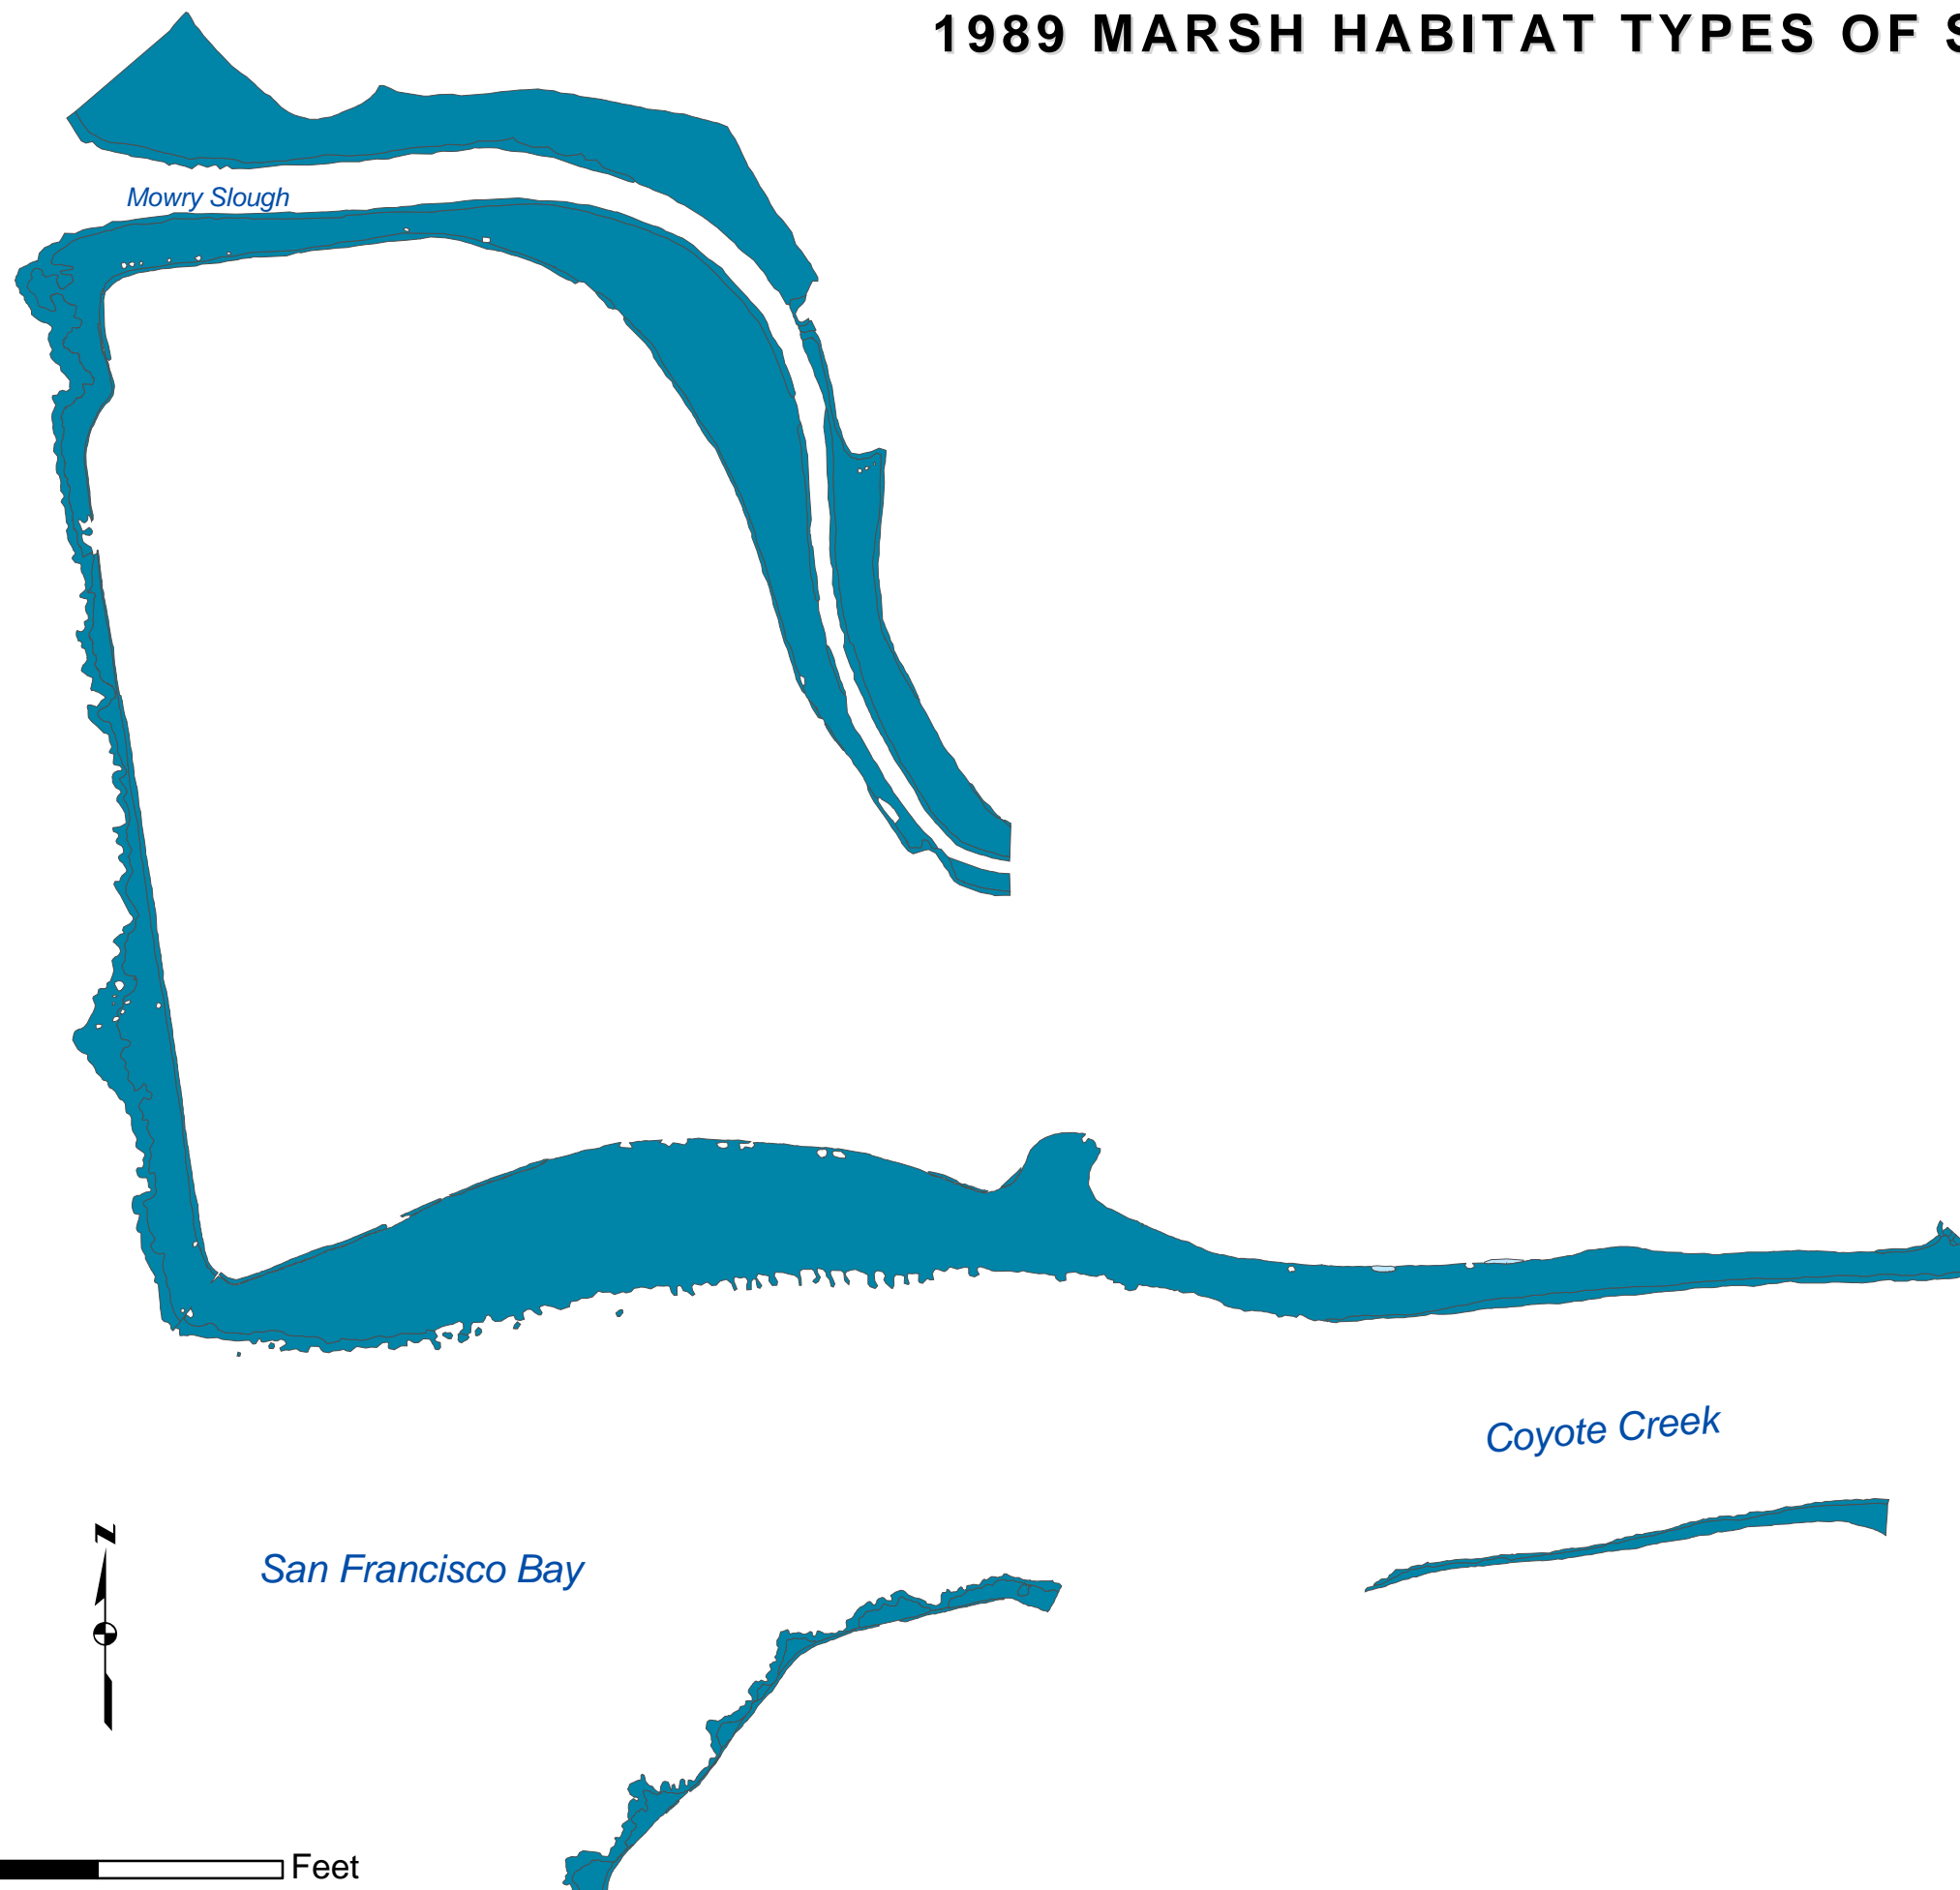 1989 MARSH HABITAT TYPES OF S
Mowry Slough
Coyote Creek
N
San Francisco Bay
Feet